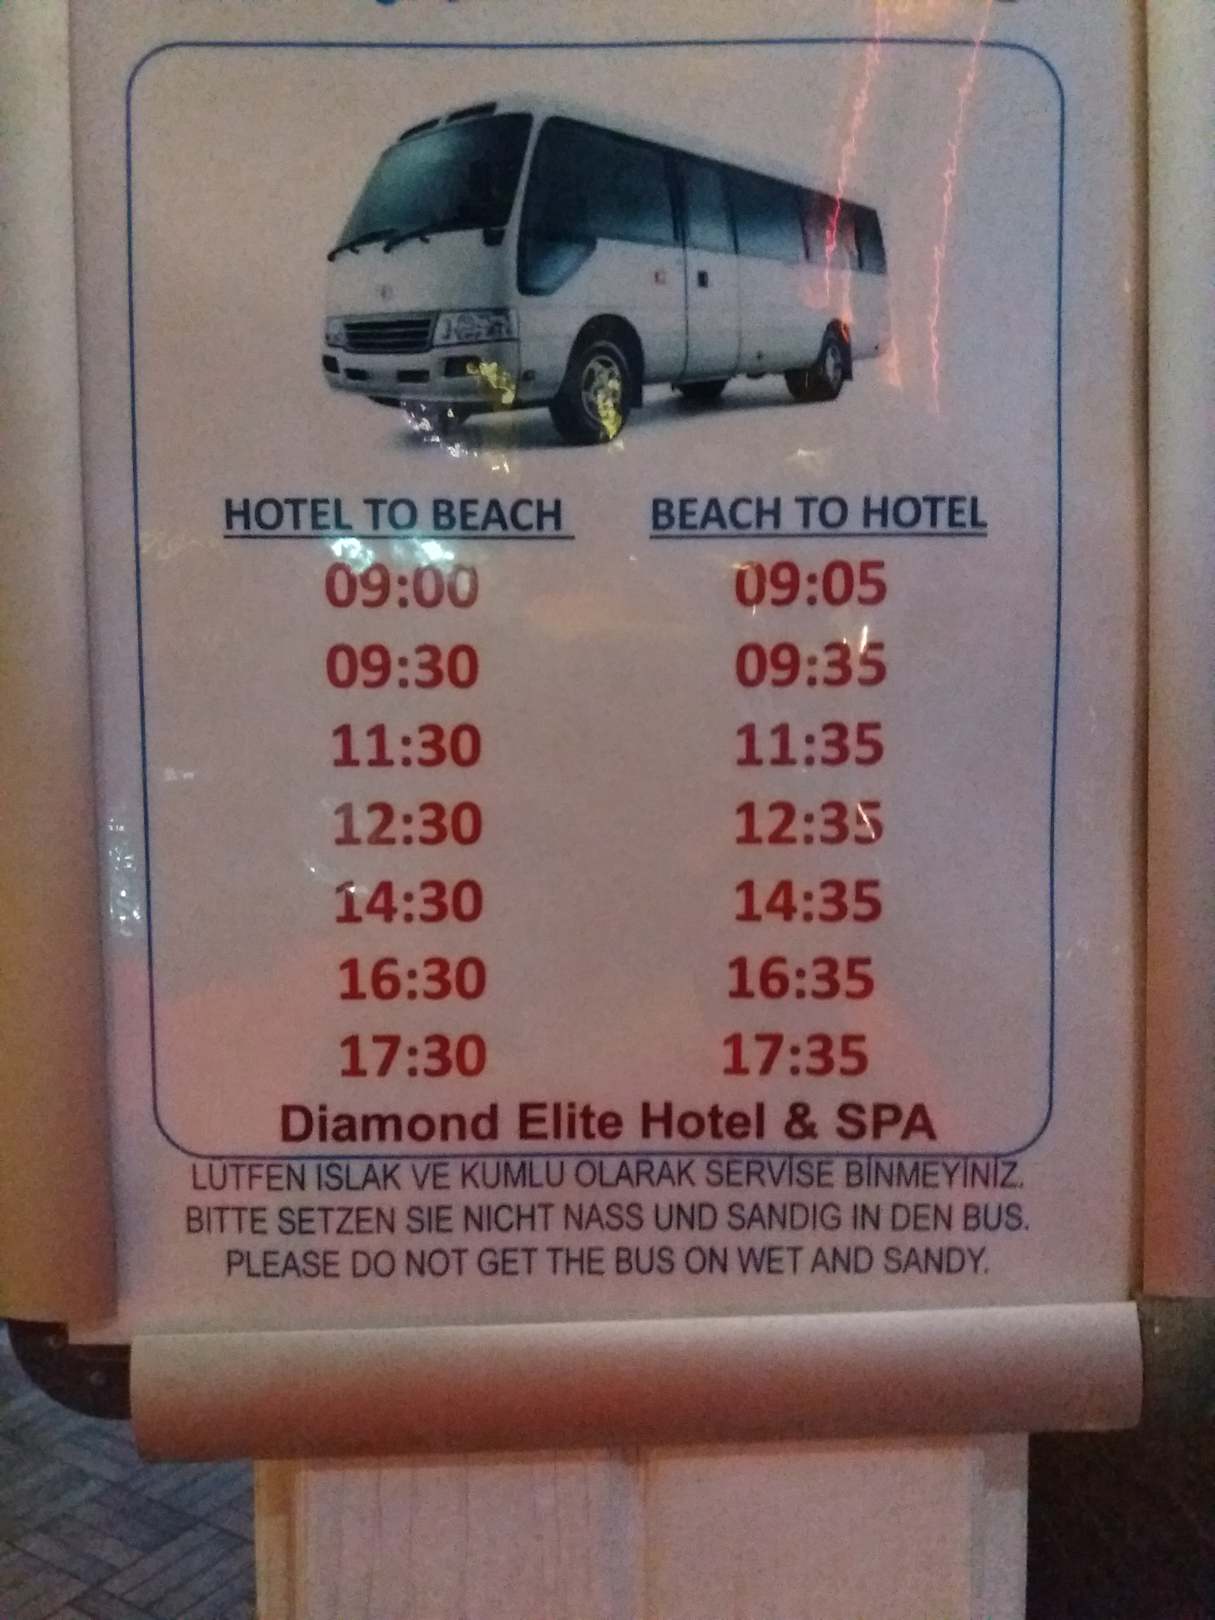 HOTEL TO BEACH BEACH TO HOTEL
09:00 09:05
09:30 09:35
11:30 11:35
12:30 12:35
14:30 14:35
16:30 16:35
17:30 17:35
Diamond Elite Hotel & SPA
LÜTFEN ISLAK VE KUMLU OLARAK SERVİSE BİNMEYİNİZ.
BITTE SETZEN SIE NICHT NASS UND SANDIG IN DEN BUS.
PLEASE DO NOT GET THE BUS ON WET AND SANDY.